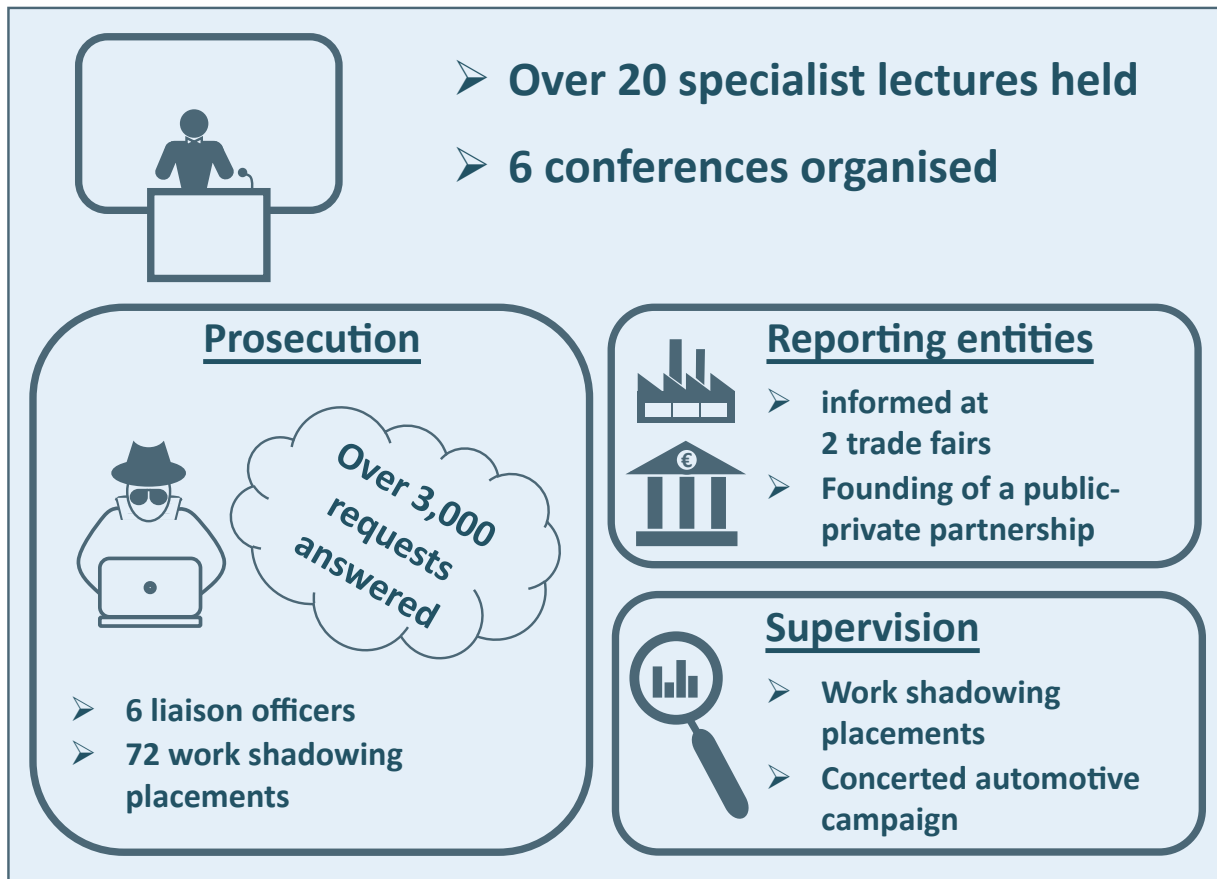 ➢ Over 20 specialist lectures held
➢ 6 conferences organised
Prosecution
Over 3,000
requests
answered
➢ 6 liaison officers
➢ 72 work shadowing
placements
Reporting entities
€
➢ informed at
2 trade fairs
➢ Founding of a public-
private partnership
Supervision
➢ Work shadowing
placements
➢ Concerted automotive
campaign